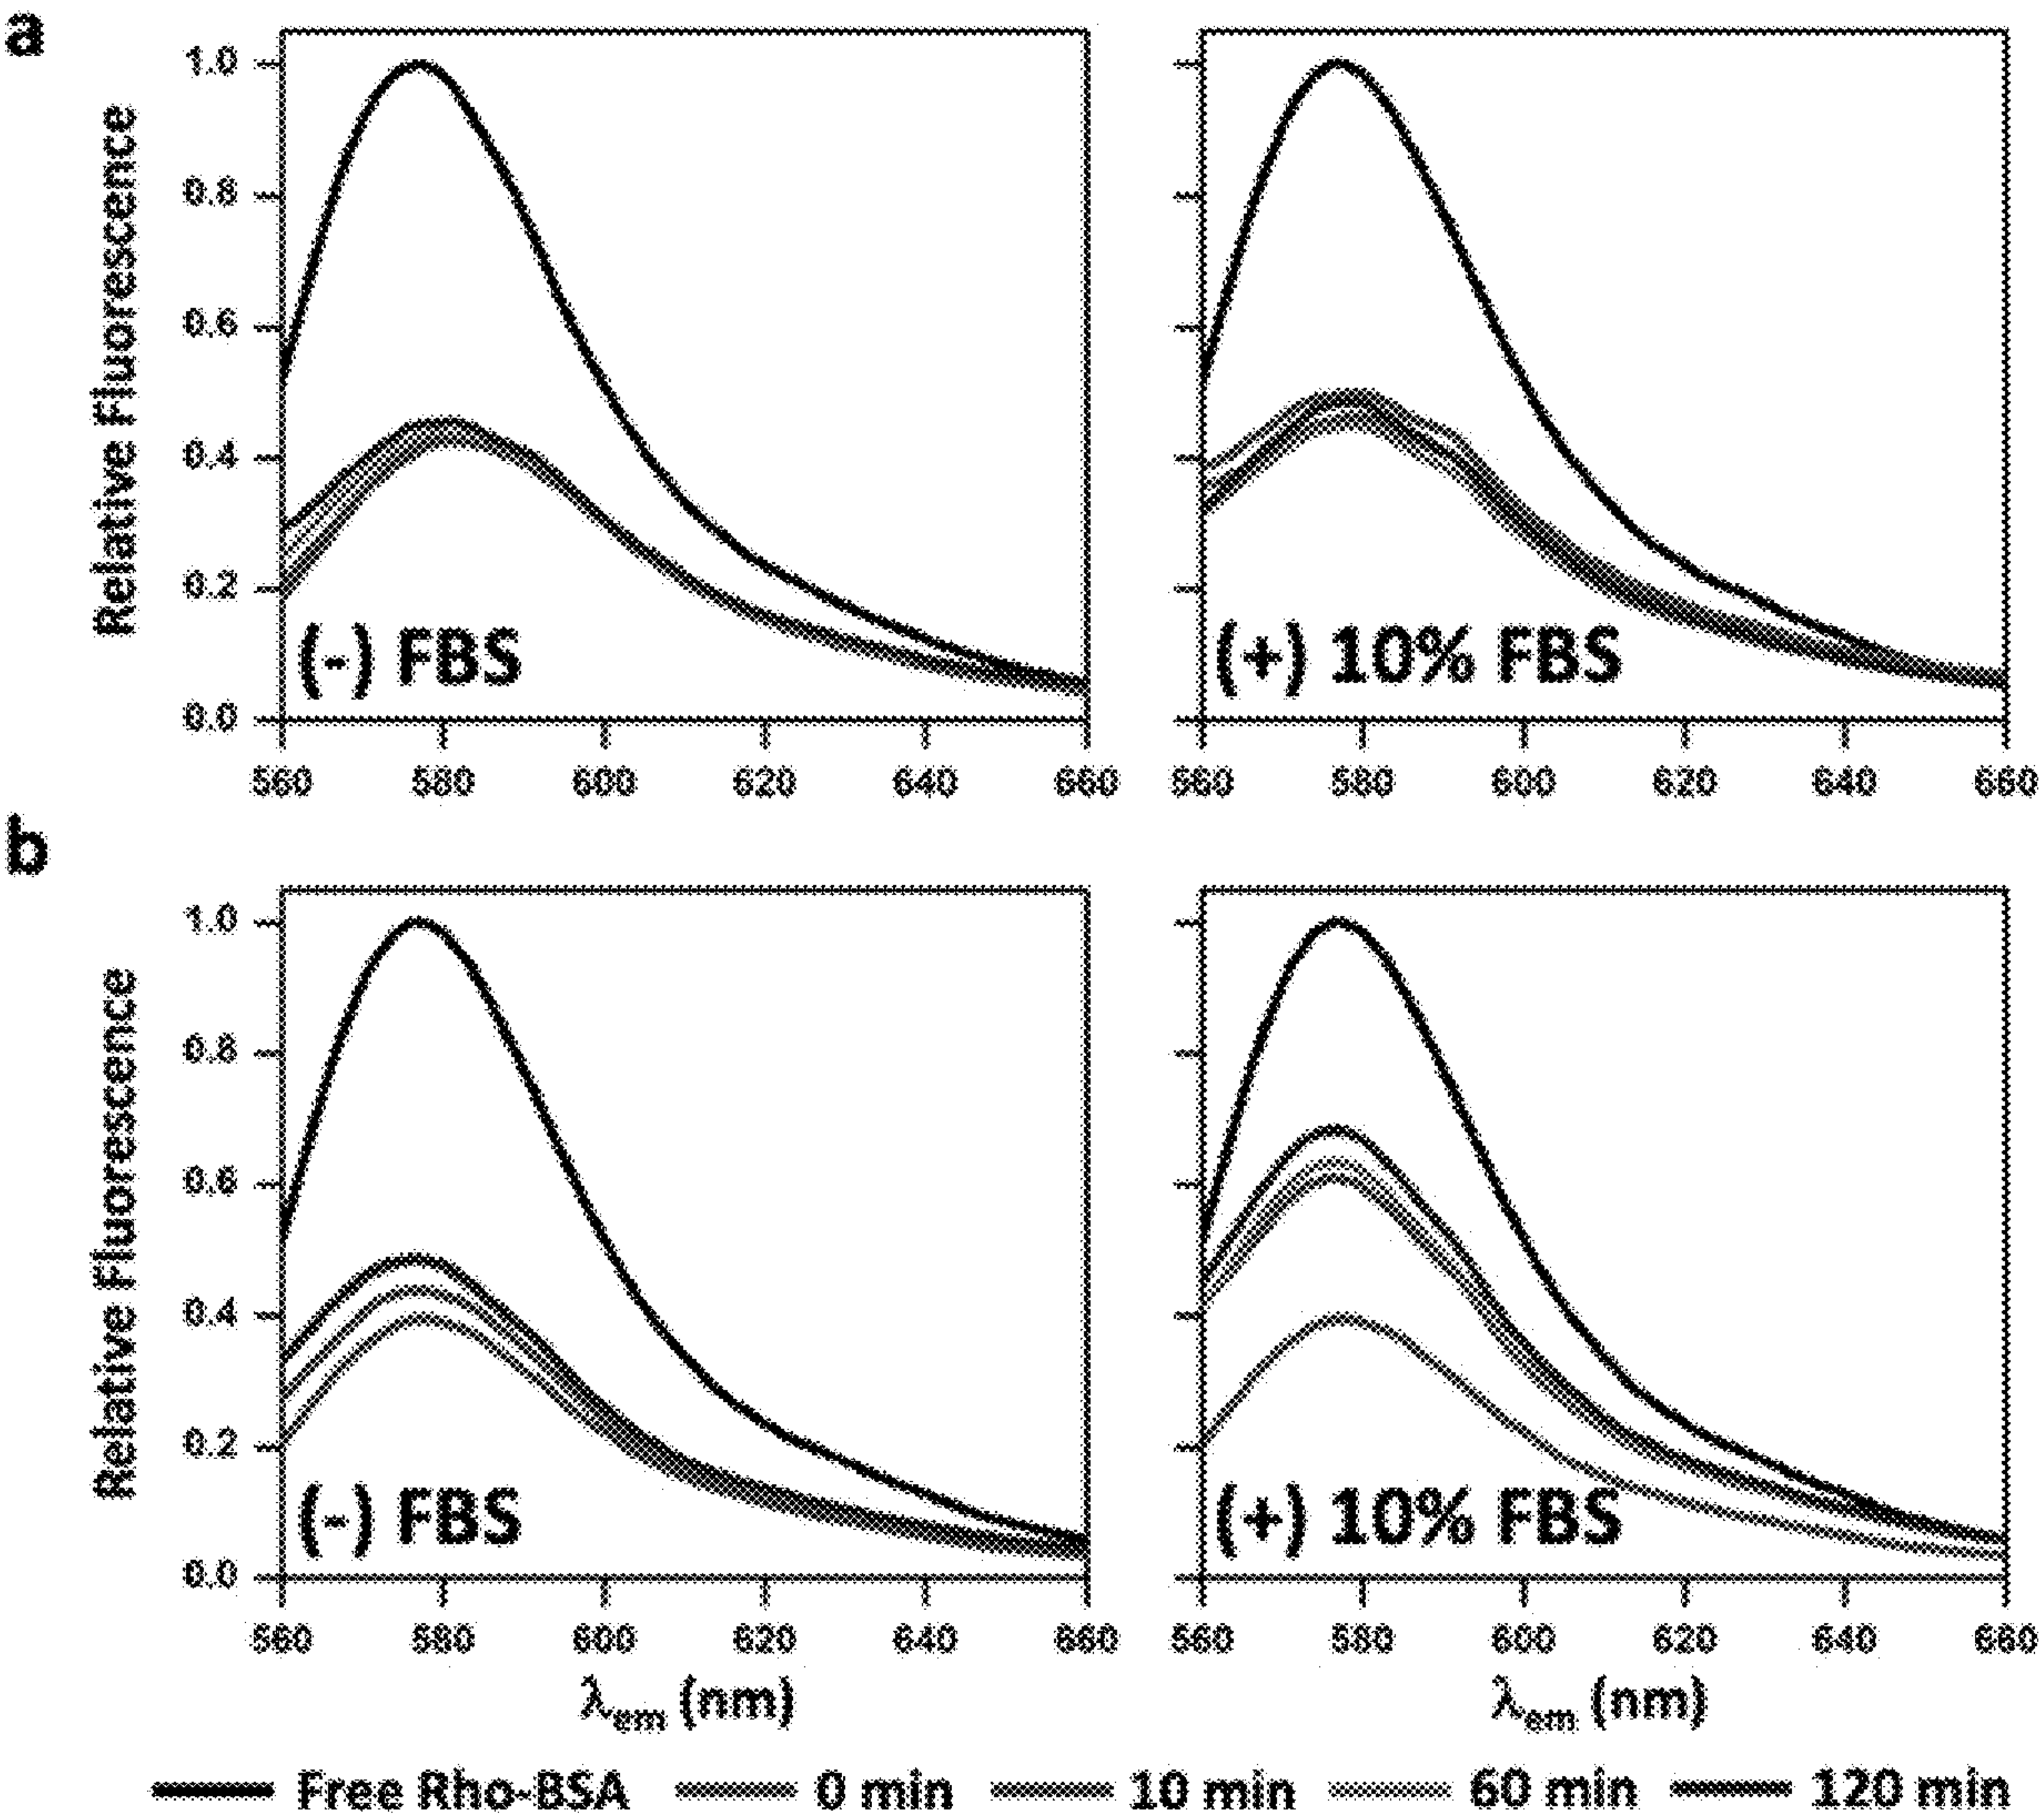 a
1.0
0.8
0.6
0.4
0.2
0.0
Relative Fluorescence
(-) FBS
(+) 10% FBS
560 580 600 620 640 660 560 580 600 620 640 660
b
1.0
0.8
0.6
0.4
0.2
0.0
Relative Fluorescence
(-) FBS
(+) 10% FBS
560 580 600 620 640 660 560 580 600 620 640 660
λem (nm) λem (nm)
Free Rho-BSA 0 min 10 min 60 min 120 min